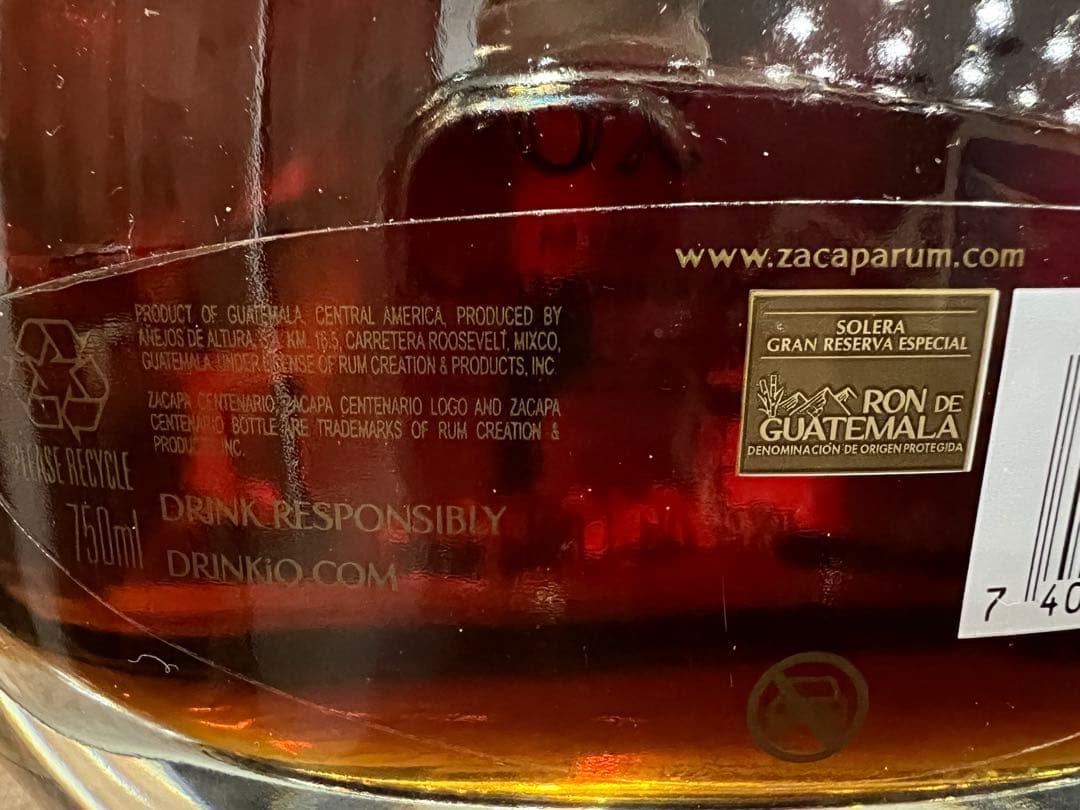 XO
www.zacaparum.com
PRODUCT OF GUATEMALA, CENTRAL AMERICA, PRODUCED BY
AÑEJOS DE ALTURA, S.A. KM. 16.5, CARRETERA ROOSEVELT, MIXCO,
GUATEMALA UNDER LICENSE OF RUM CREATION & PRODUCTS, INC.
ZACAPA CENTENARIO, ZACAPA CENTENARIO LOGO AND ZACAPA
CENTENARIO BOTTLE ARE TRADEMARKS OF RUM CREATION &
PRODUCTS, INC.
PLEASE RECYCLE
750ml
DRINK RESPONSIBLY
DRINKiQ.COM
SOLERA
GRAN RESERVA ESPECIAL
RON DE
GUATEMALA
DENOMINACIÓN DE ORIGEN PROTEGIDA
7 40